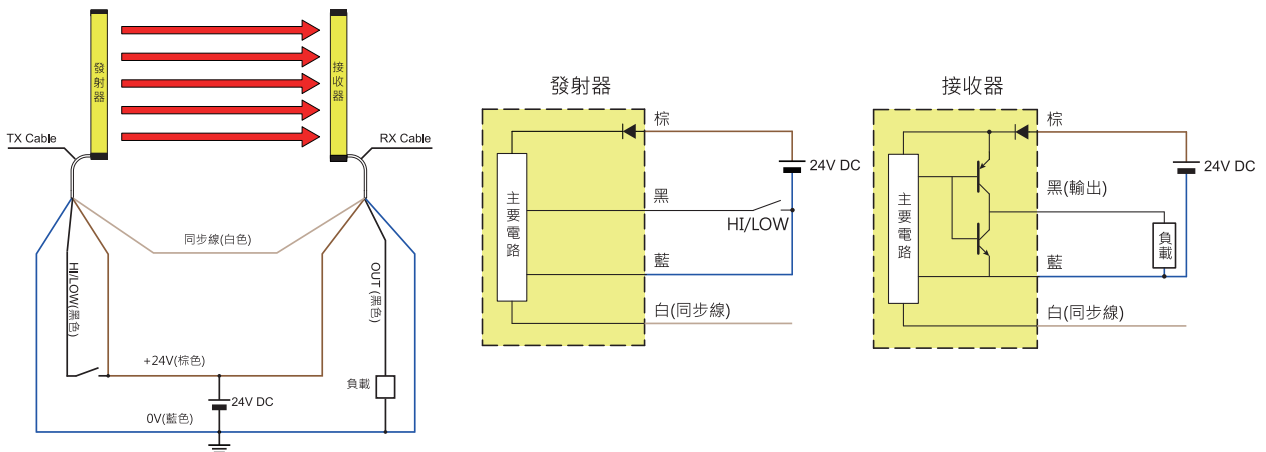 發射器
接收器
TX Cable
RX Cable
同步線(白色)
HI/LOW(黑色)
OUT (黑色)
+24V(棕色)
負載
24V DC
0V(藍色)
發射器
棕
24V DC
主要電路
黑
HI/LOW
藍
白(同步線)
接收器
棕
24V DC
黑(輸出)
主要電路
負載
藍
白(同步線)